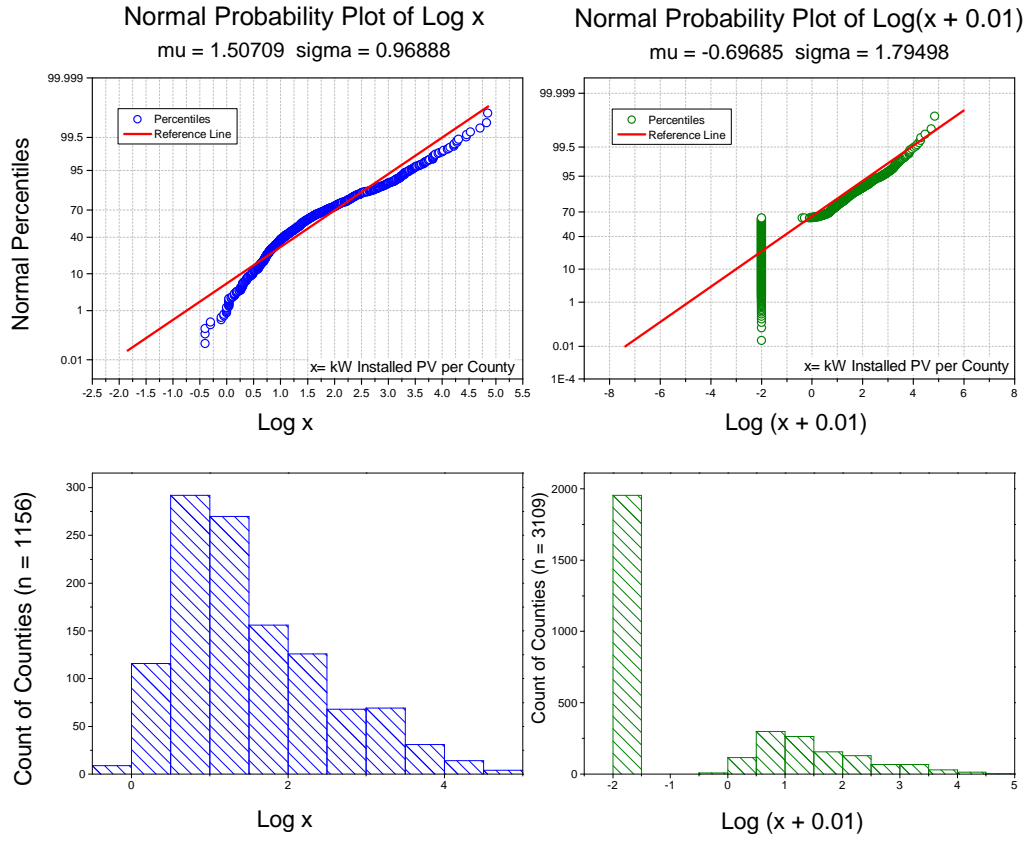 Normal Probability Plot of Log x
mu = 1.50709 sigma = 0.96888
99.999
99.5
95
70
40
10
1
0.01
Normal Percentiles
Percentiles
Reference Line
x= kW Installed PV per County
-2.5 -2.0 -1.5 -1.0 -0.5 0.0 0.5 1.0 1.5 2.0 2.5 3.0 3.5 4.0 4.5 5.0 5.5
Log x
Normal Probability Plot of Log(x + 0.01)
mu = -0.69685 sigma = 1.79498
99.999
99.5
95
70
40
10
1
0.01
1E-4
Percentiles
Reference Line
x= kW Installed PV per County
-8 -6 -4 -2 0 2 4 6 8
Log (x + 0.01)
300
250
200
150
100
50
0
Count of Counties (n = 1156)
0 2 4
Log x
2000
1500
1000
500
0
Count of Counties (n = 3109)
-2 -1 0 1 2 3 4 5
Log (x + 0.01)